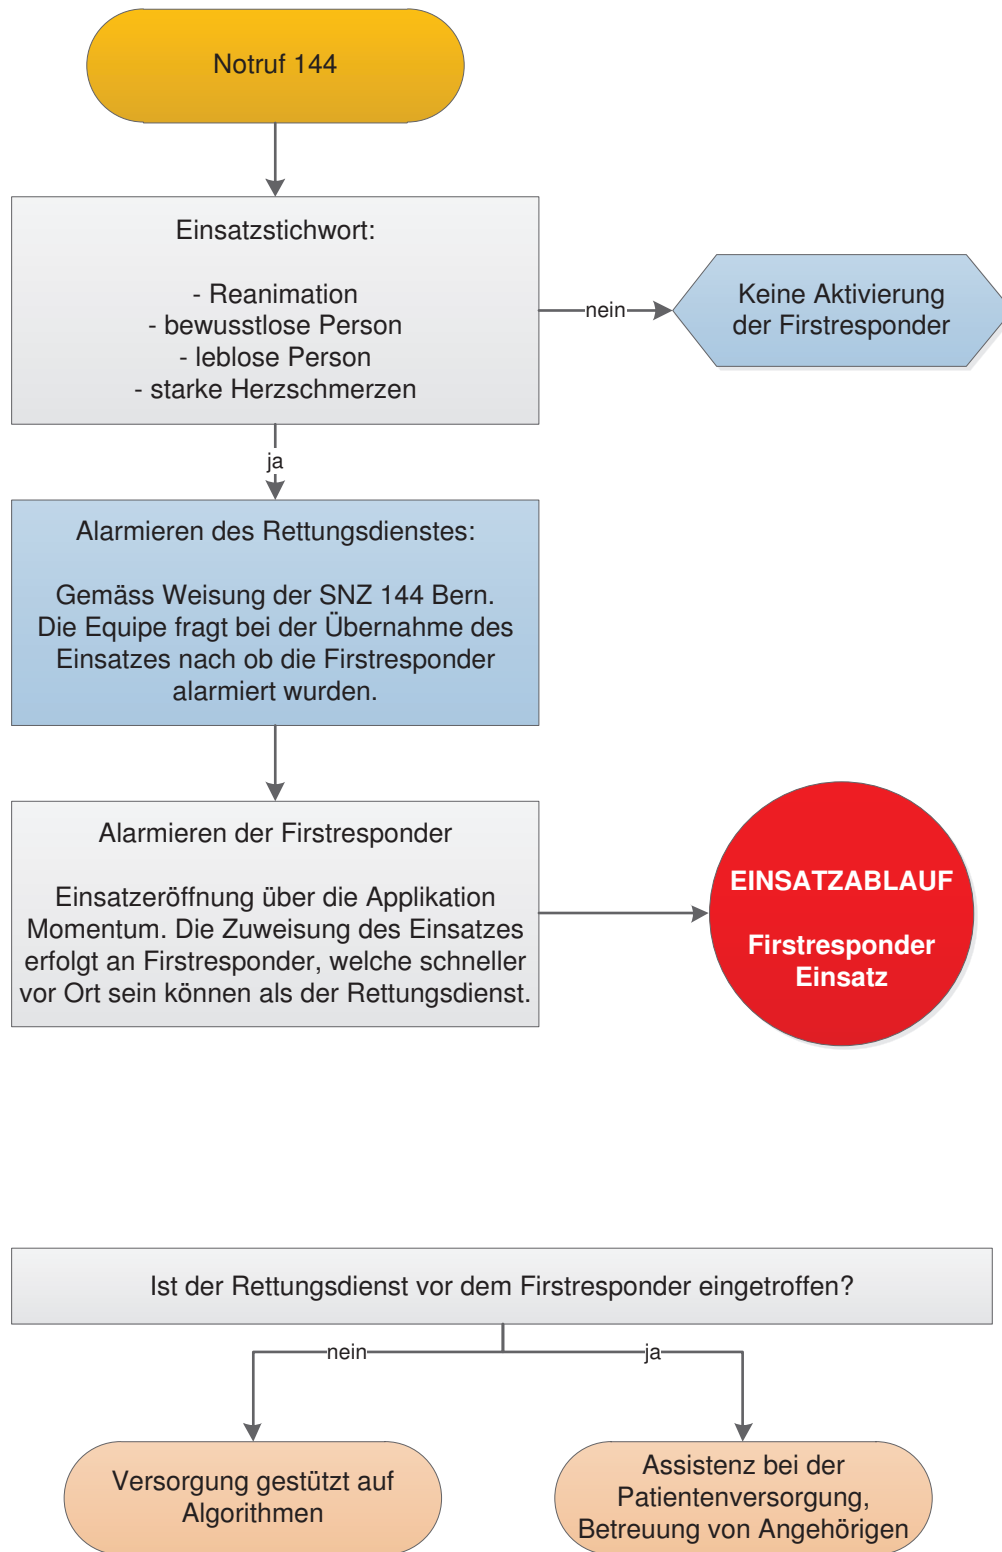 Notruf 144
Einsatzstichwort:
- Reanimation
- bewusstlose Person
- leblose Person
- starke Herzschmerzen
nein
Keine Aktivierung
der Firstresponder
ja
Alarmieren des Rettungsdienstes:
Gemäss Weisung der SNZ 144 Bern.
Die Equipe fragt bei der Übernahme des
Einsatzes nach ob die Firstresponder
alarmiert wurden.
Alarmieren der Firstresponder
Einsatzeröffnung über die Applikation
Momentum. Die Zuweisung des Einsatzes
erfolgt an Firstresponder, welche schneller
vor Ort sein können als der Rettungsdienst.
EINSATZABLAUF
Firstresponder
Einsatz
Ist der Rettungsdienst vor dem Firstresponder eingetroffen?
nein
ja
Versorgung gestützt auf
Algorithmen
Assistenz bei der
Patientenversorgung,
Betreuung von Angehörigen